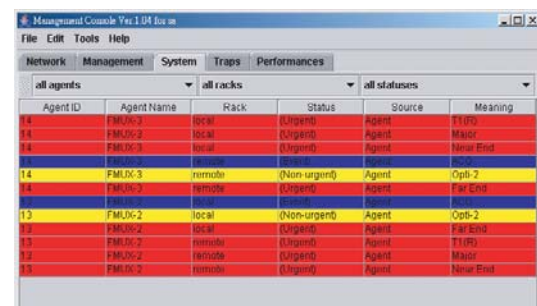 Management Console Ver.1.04 for sa
File Edit Tools Help
Network Management System Traps Performances
all agents all racks all statuses
Agent ID Agent Name Rack Status Source Meaning
14 FMUX-3 local (Urgent) Agent T1(R)
14 FMUX-3 local (Urgent) Agent Major
14 FMUX-3 local (Urgent) Agent Near End
14 FMUX-3 remote (Event) Agent ACO
14 FMUX-3 remote (Non-urgent) Agent Opti-2
14 FMUX-3 remote (Urgent) Agent Far End
13 FMUX-2 local (Event) Agent ACO
13 FMUX-2 local (Non-urgent) Agent Opti-2
13 FMUX-2 local (Urgent) Agent Far End
13 FMUX-2 remote (Urgent) Agent T1(R)
13 FMUX-2 remote (Urgent) Agent Major
13 FMUX-2 remote (Urgent) Agent Near End